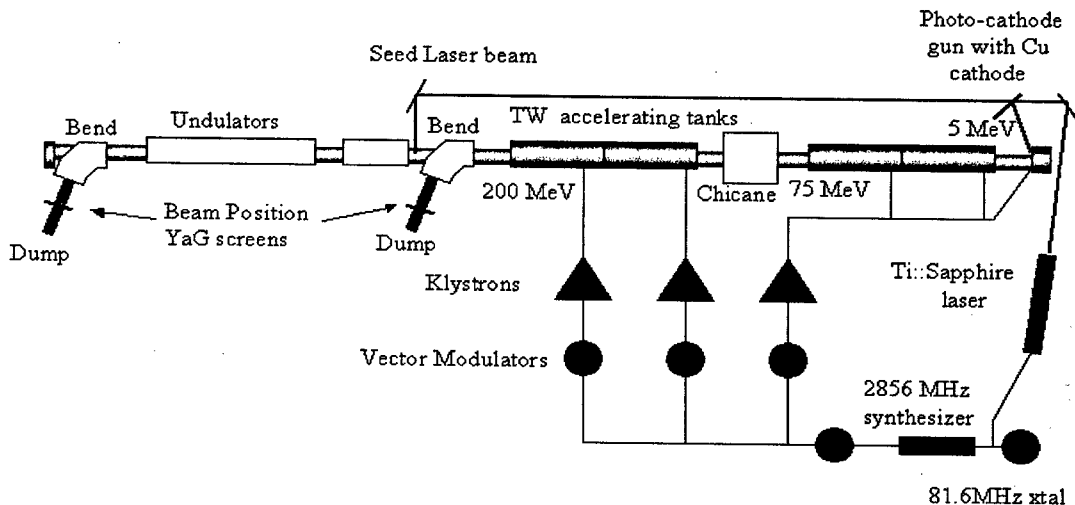 Photo-cathode
gun with Cu
cathode
Seed Laser beam
Bend
Undulators
Bend
TW accelerating tanks
5 MeV
200 MeV
Chicane
75 MeV
Beam Position
YaG screens
Dump
Dump
Klystrons
Ti::Sapphire
laser
Vector Modulators
2856 MHz
synthesizer
81.6MHz xtal